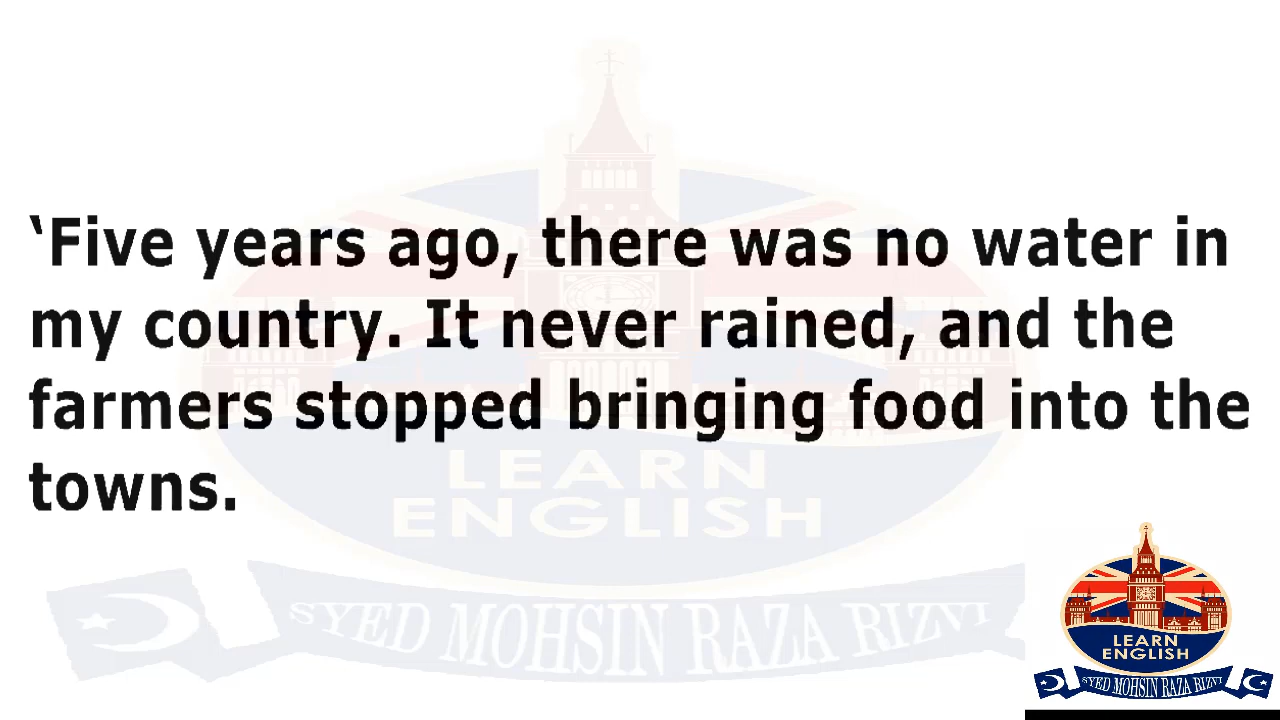 ‘Five years ago, there was no water in
my country. It never rained, and the
farmers stopped bringing food into the
towns.
LEARN
ENGLISH
SYED MOHSIN RAZA RIZVI
LEARN
ENGLISH
SYED MOHSIN RAZA RIZVI